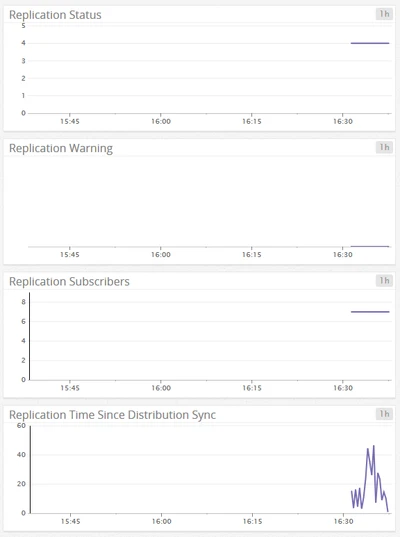 Replication Status 1h
5
4
3
2
1
0
15:45 16:00 16:15 16:30
Replication Warning 1h
15:45 16:00 16:15 16:30
Replication Subscribers 1h
8
6
4
2
0
15:45 16:00 16:15 16:30
Replication Time Since Distribution Sync 1h
60
40
20
0
15:45 16:00 16:15 16:30